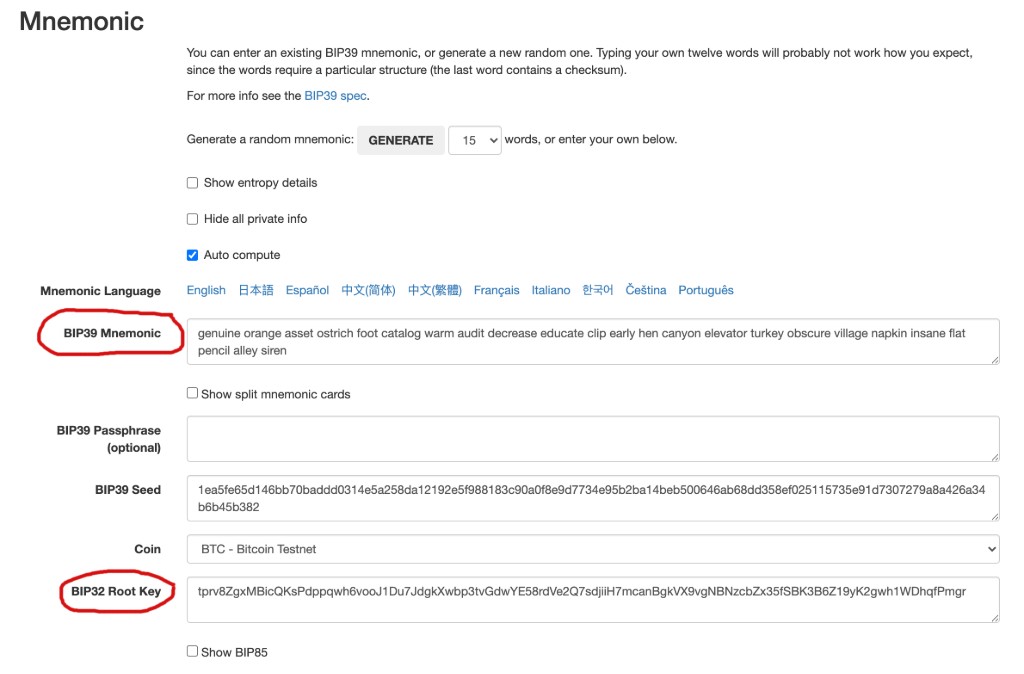 Mnemonic
You can enter an existing BIP39 mnemonic, or generate a new random one. Typing your own twelve words will probably not work how you expect,
since the words require a particular structure (the last word contains a checksum).
For more info see the BIP39 spec.
Generate a random mnemonic: GENERATE 15 words, or enter your own below.
Show entropy details
Hide all private info
Auto compute
Mnemonic Language English 日本語 Español 中文(简体) 中文(繁體) Français Italiano 한국어 Čeština Português
BIP39 Mnemonic genuine orange asset ostrich foot catalog warm audit decrease educate clip early hen canyon elevator turkey obscure village napkin insane flat
pencil alley siren
Show split mnemonic cards
BIP39 Passphrase
(optional)
BIP39 Seed 1ea5fe65d146bb70baddd0314e5a258da12192e5f988183c90a0f8e9d7734e95b2ba14beb500646ab68dd358ef025115735e91d7307279a8a426a34
b6b45b382
Coin BTC - Bitcoin Testnet
BIP32 Root Key tprv8ZgxMBicQKsPdppqwh6vooJ1Du7JdgkXwbp3tvGdwYE58rdVe2Q7sdjiiH7mcanBgkVX9vgNBNzcbZx35fSBK3B6Z19yK2gwh1WDhqfPmgr
Show BIP85